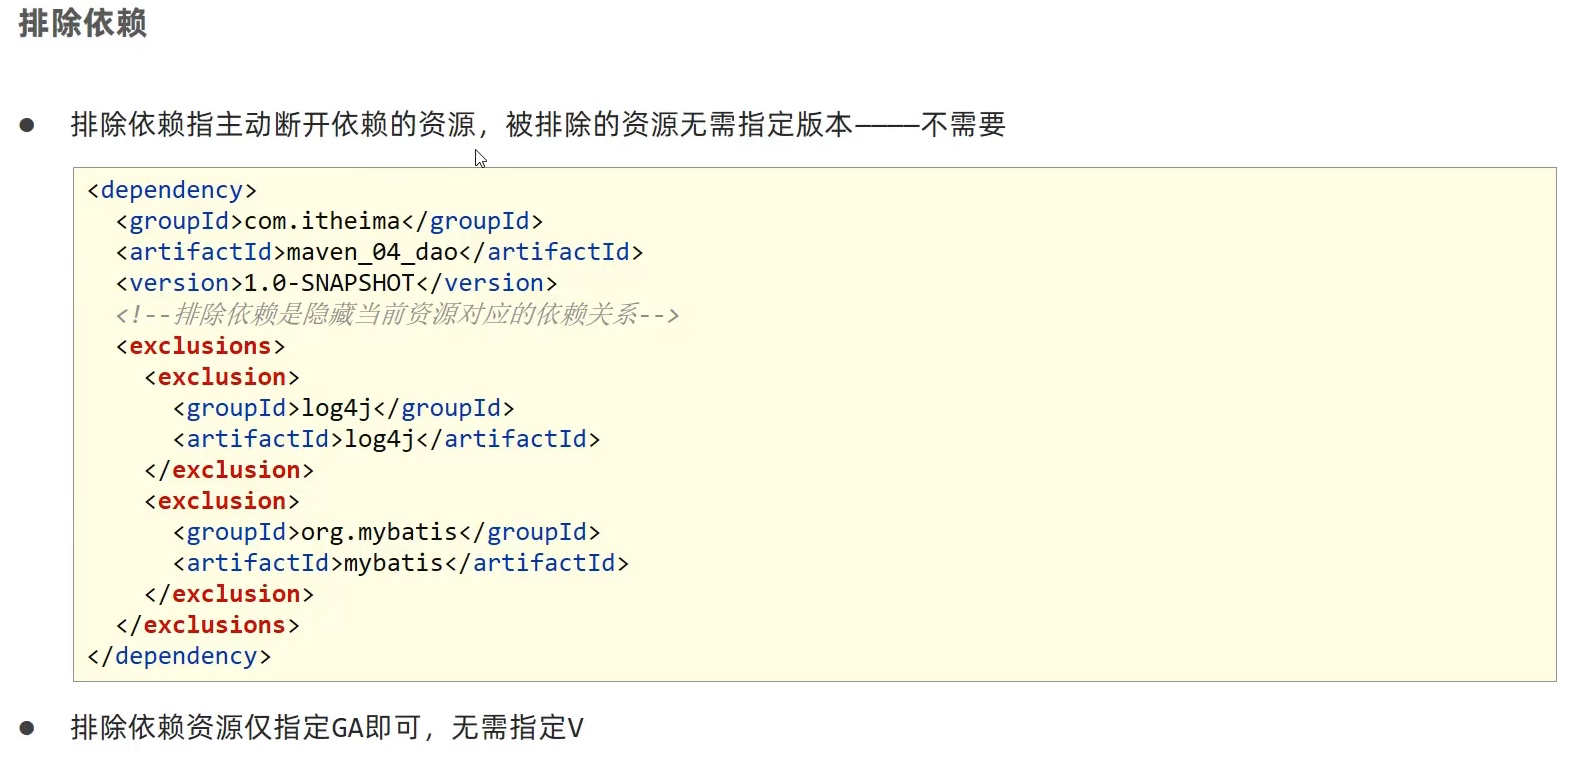 排除依赖
● 排除依赖指主动断开依赖的资源，被排除的资源无需指定版本————不需要
<dependency>
  <groupId>com.itheima</groupId>
  <artifactId>maven_04_dao</artifactId>
  <version>1.0-SNAPSHOT</version>
  <!--排除依赖是隐藏当前资源对应的依赖关系-->
  <exclusions>
    <exclusion>
      <groupId>log4j</groupId>
      <artifactId>log4j</artifactId>
    </exclusion>
    <exclusion>
      <groupId>org.mybatis</groupId>
      <artifactId>mybatis</artifactId>
    </exclusion>
  </exclusions>
</dependency>
● 排除依赖资源仅指定GA即可，无需指定V